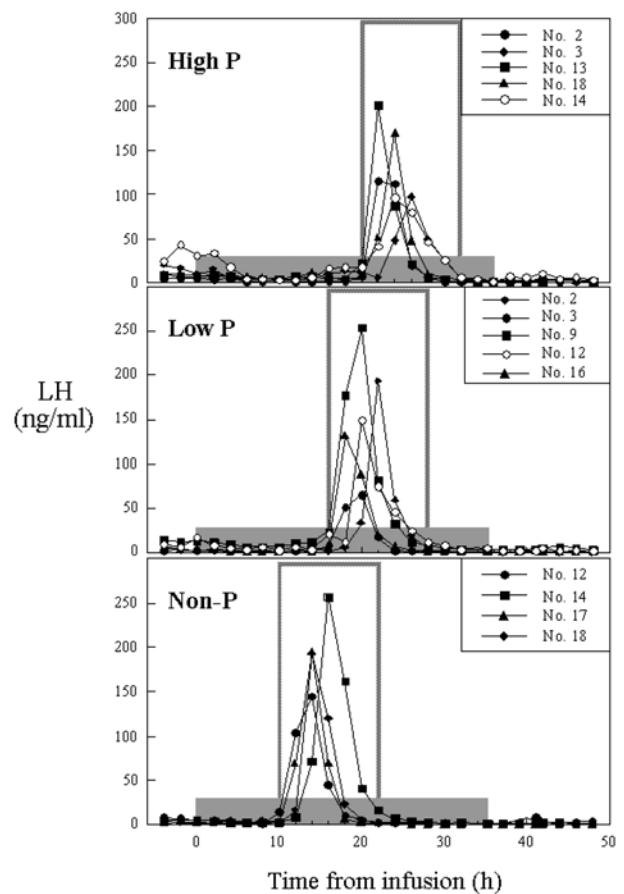 300
250
200
150
100
50
0
High P
No. 2
No. 3
No. 13
No. 18
No. 14
250
200
150
100
50
0
Low P
No. 2
No. 3
No. 9
No. 12
No. 16
LH
(ng/ml)
250
200
150
100
50
0
Non-P
No. 12
No. 14
No. 17
No. 18
0 10 20 30 40 50
Time from infusion (h)